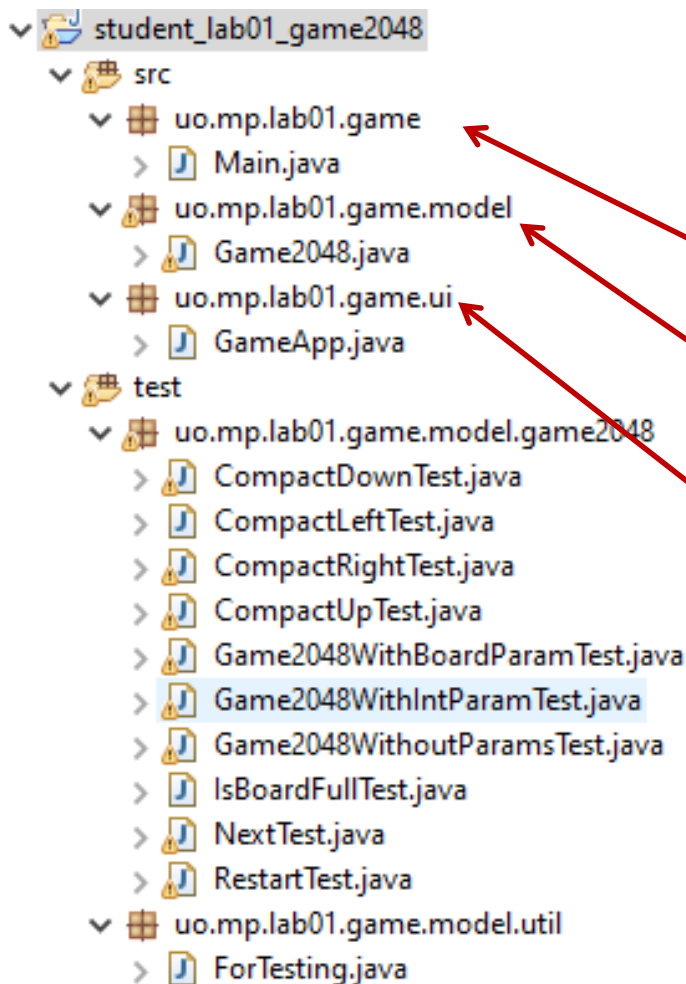 student_lab01_game2048
src
uo.mp.lab01.game
Main.java
uo.mp.lab01.game.model
Game2048.java
uo.mp.lab01.game.ui
GameApp.java
test
uo.mp.lab01.game.model.game2048
CompactDownTest.java
CompactLeftTest.java
CompactRightTest.java
CompactUpTest.java
Game2048WithBoardParamTest.java
Game2048WithIntParamTest.java
Game2048WithoutParamsTest.java
IsBoardFullTest.java
NextTest.java
RestartTest.java
uo.mp.lab01.game.model.util
ForTesting.java